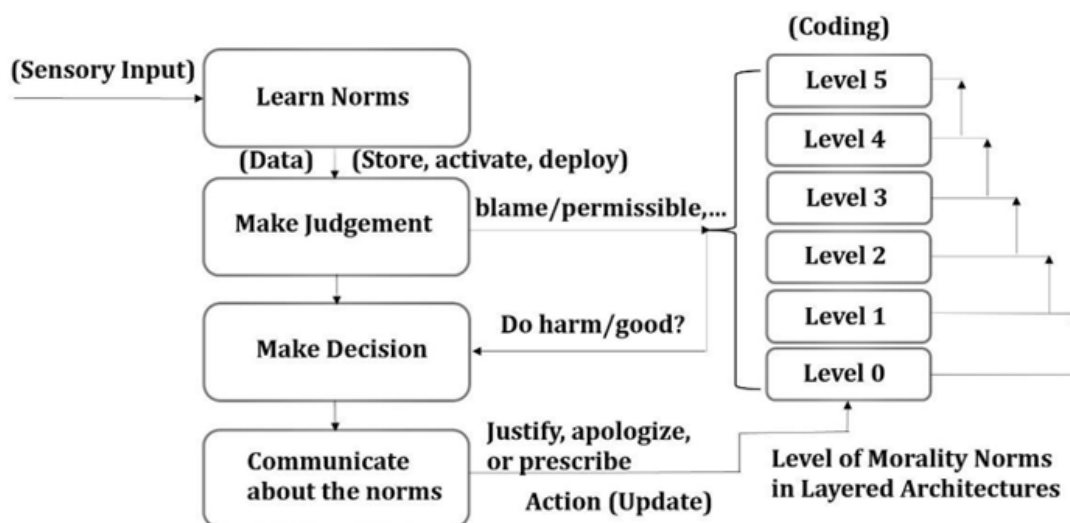 (Sensory Input)
Learn Norms
(Data)
(Store, activate, deploy)
Make Judgement
blame/permissible,...
Make Decision
Do harm/good?
Communicate
about the norms
Justify, apologize,
or prescribe
Action (Update)
(Coding)
Level 5
Level 4
Level 3
Level 2
Level 1
Level 0
Level of Morality Norms
in Layered Architectures